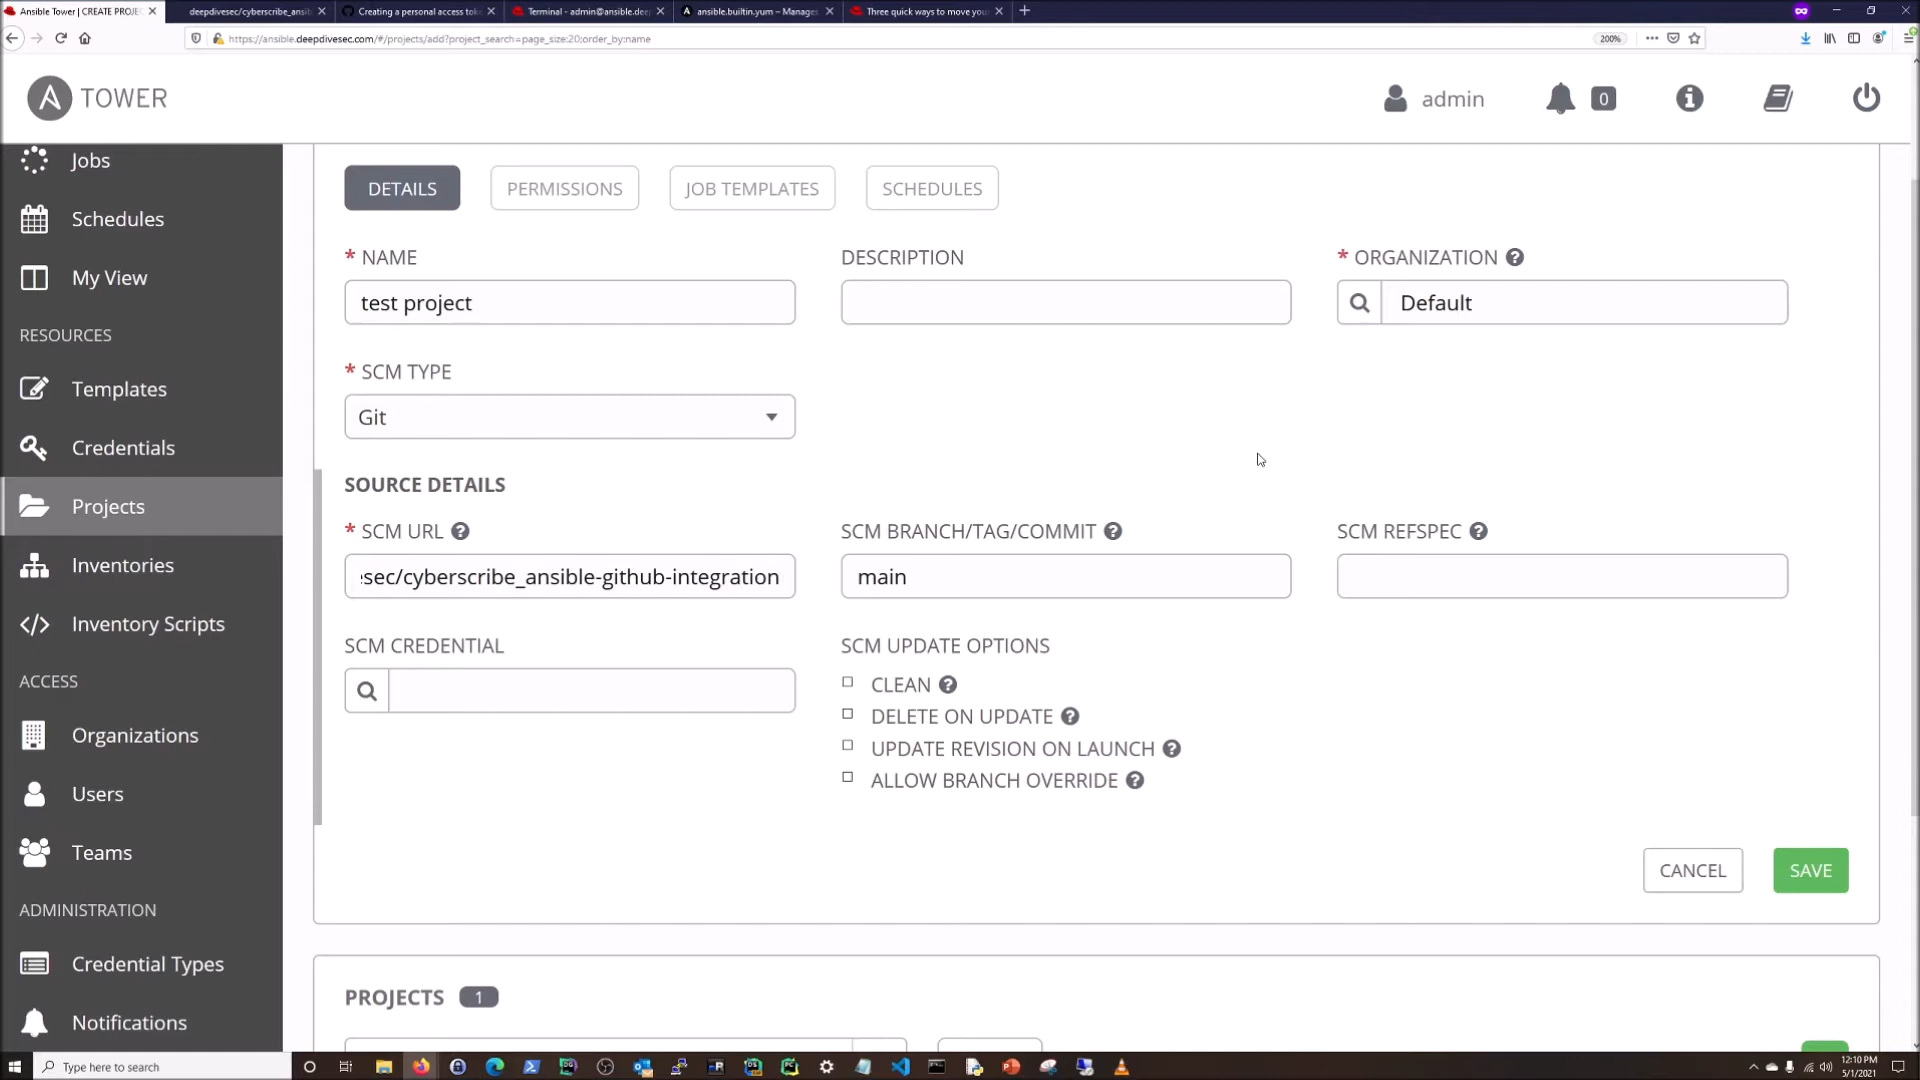 Ansible Tower | CREATE PROJEC
deepdivesec/cyberscribe_ansib
Creating a personal access tok
Terminal - admin@ansible.deep
ansible.builtin.yum – Manages
Three quick ways to move your
https://ansible.deepdivesec.com/#/projects/add?project_search=page_size:20;order_by:name
200%
A TOWER
admin
0
Jobs
Schedules
My View
RESOURCES
Templates
Credentials
Projects
Inventories
Inventory Scripts
ACCESS
Organizations
Users
Teams
ADMINISTRATION
Credential Types
Notifications
DETAILS
PERMISSIONS
JOB TEMPLATES
SCHEDULES
* NAME
test project
DESCRIPTION
* ORGANIZATION ?
Default
* SCM TYPE
Git
SOURCE DETAILS
* SCM URL ?
sec/cyberscribe_ansible-github-integration
SCM BRANCH/TAG/COMMIT ?
main
SCM REFSPEC ?
SCM CREDENTIAL
SCM UPDATE OPTIONS
CLEAN ?
DELETE ON UPDATE ?
UPDATE REVISION ON LAUNCH ?
ALLOW BRANCH OVERRIDE ?
CANCEL
SAVE
PROJECTS 1
Type here to search
12:10 PM
5/1/2021